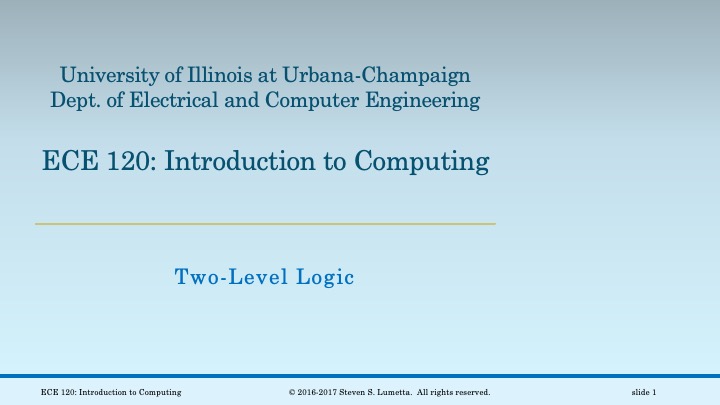 University of Illinois at Urbana-Champaign
Dept. of Electrical and Computer Engineering
ECE 120: Introduction to Computing
Two-Level Logic
ECE 120: Introduction to Computing
© 2016-2017 Steven S. Lumetta. All rights reserved.
slide 1